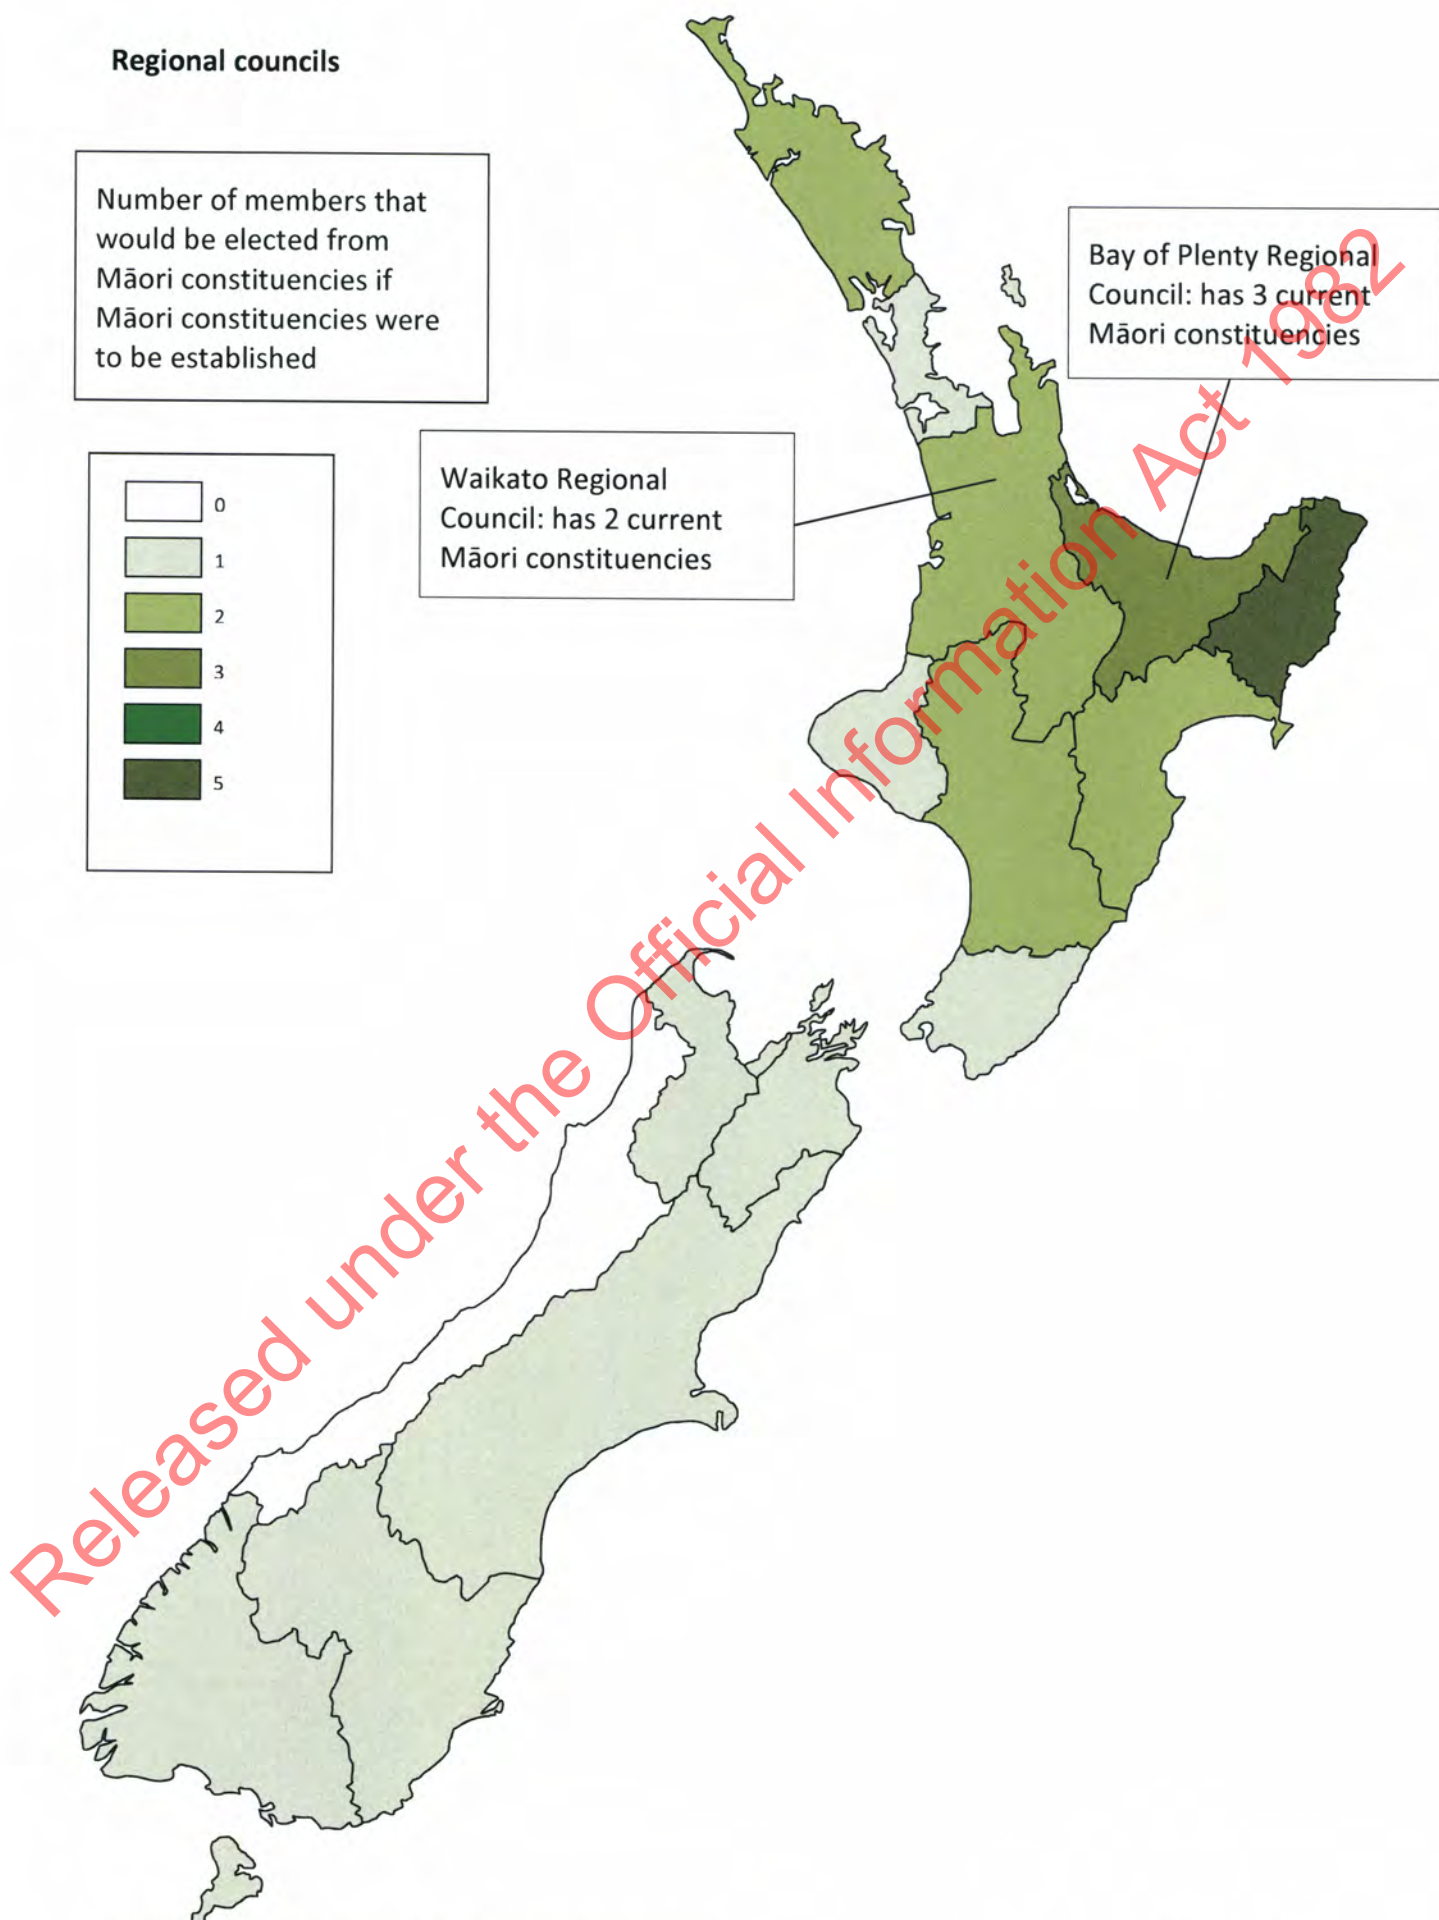 Regional councils
Number of members that
would be elected from
Māori constituencies if
Māori constituencies were
to be established
Bay of Plenty Regional
Council: has 3 current
Māori constituencies
Waikato Regional
Council: has 2 current
Māori constituencies
0
1
2
3
4
5
Released under the Official Information Act 1982